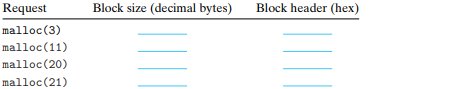 Request Block size (decimal bytes) Block header (hex)
malloc(3)
malloc(11)
malloc(20)
malloc(21)